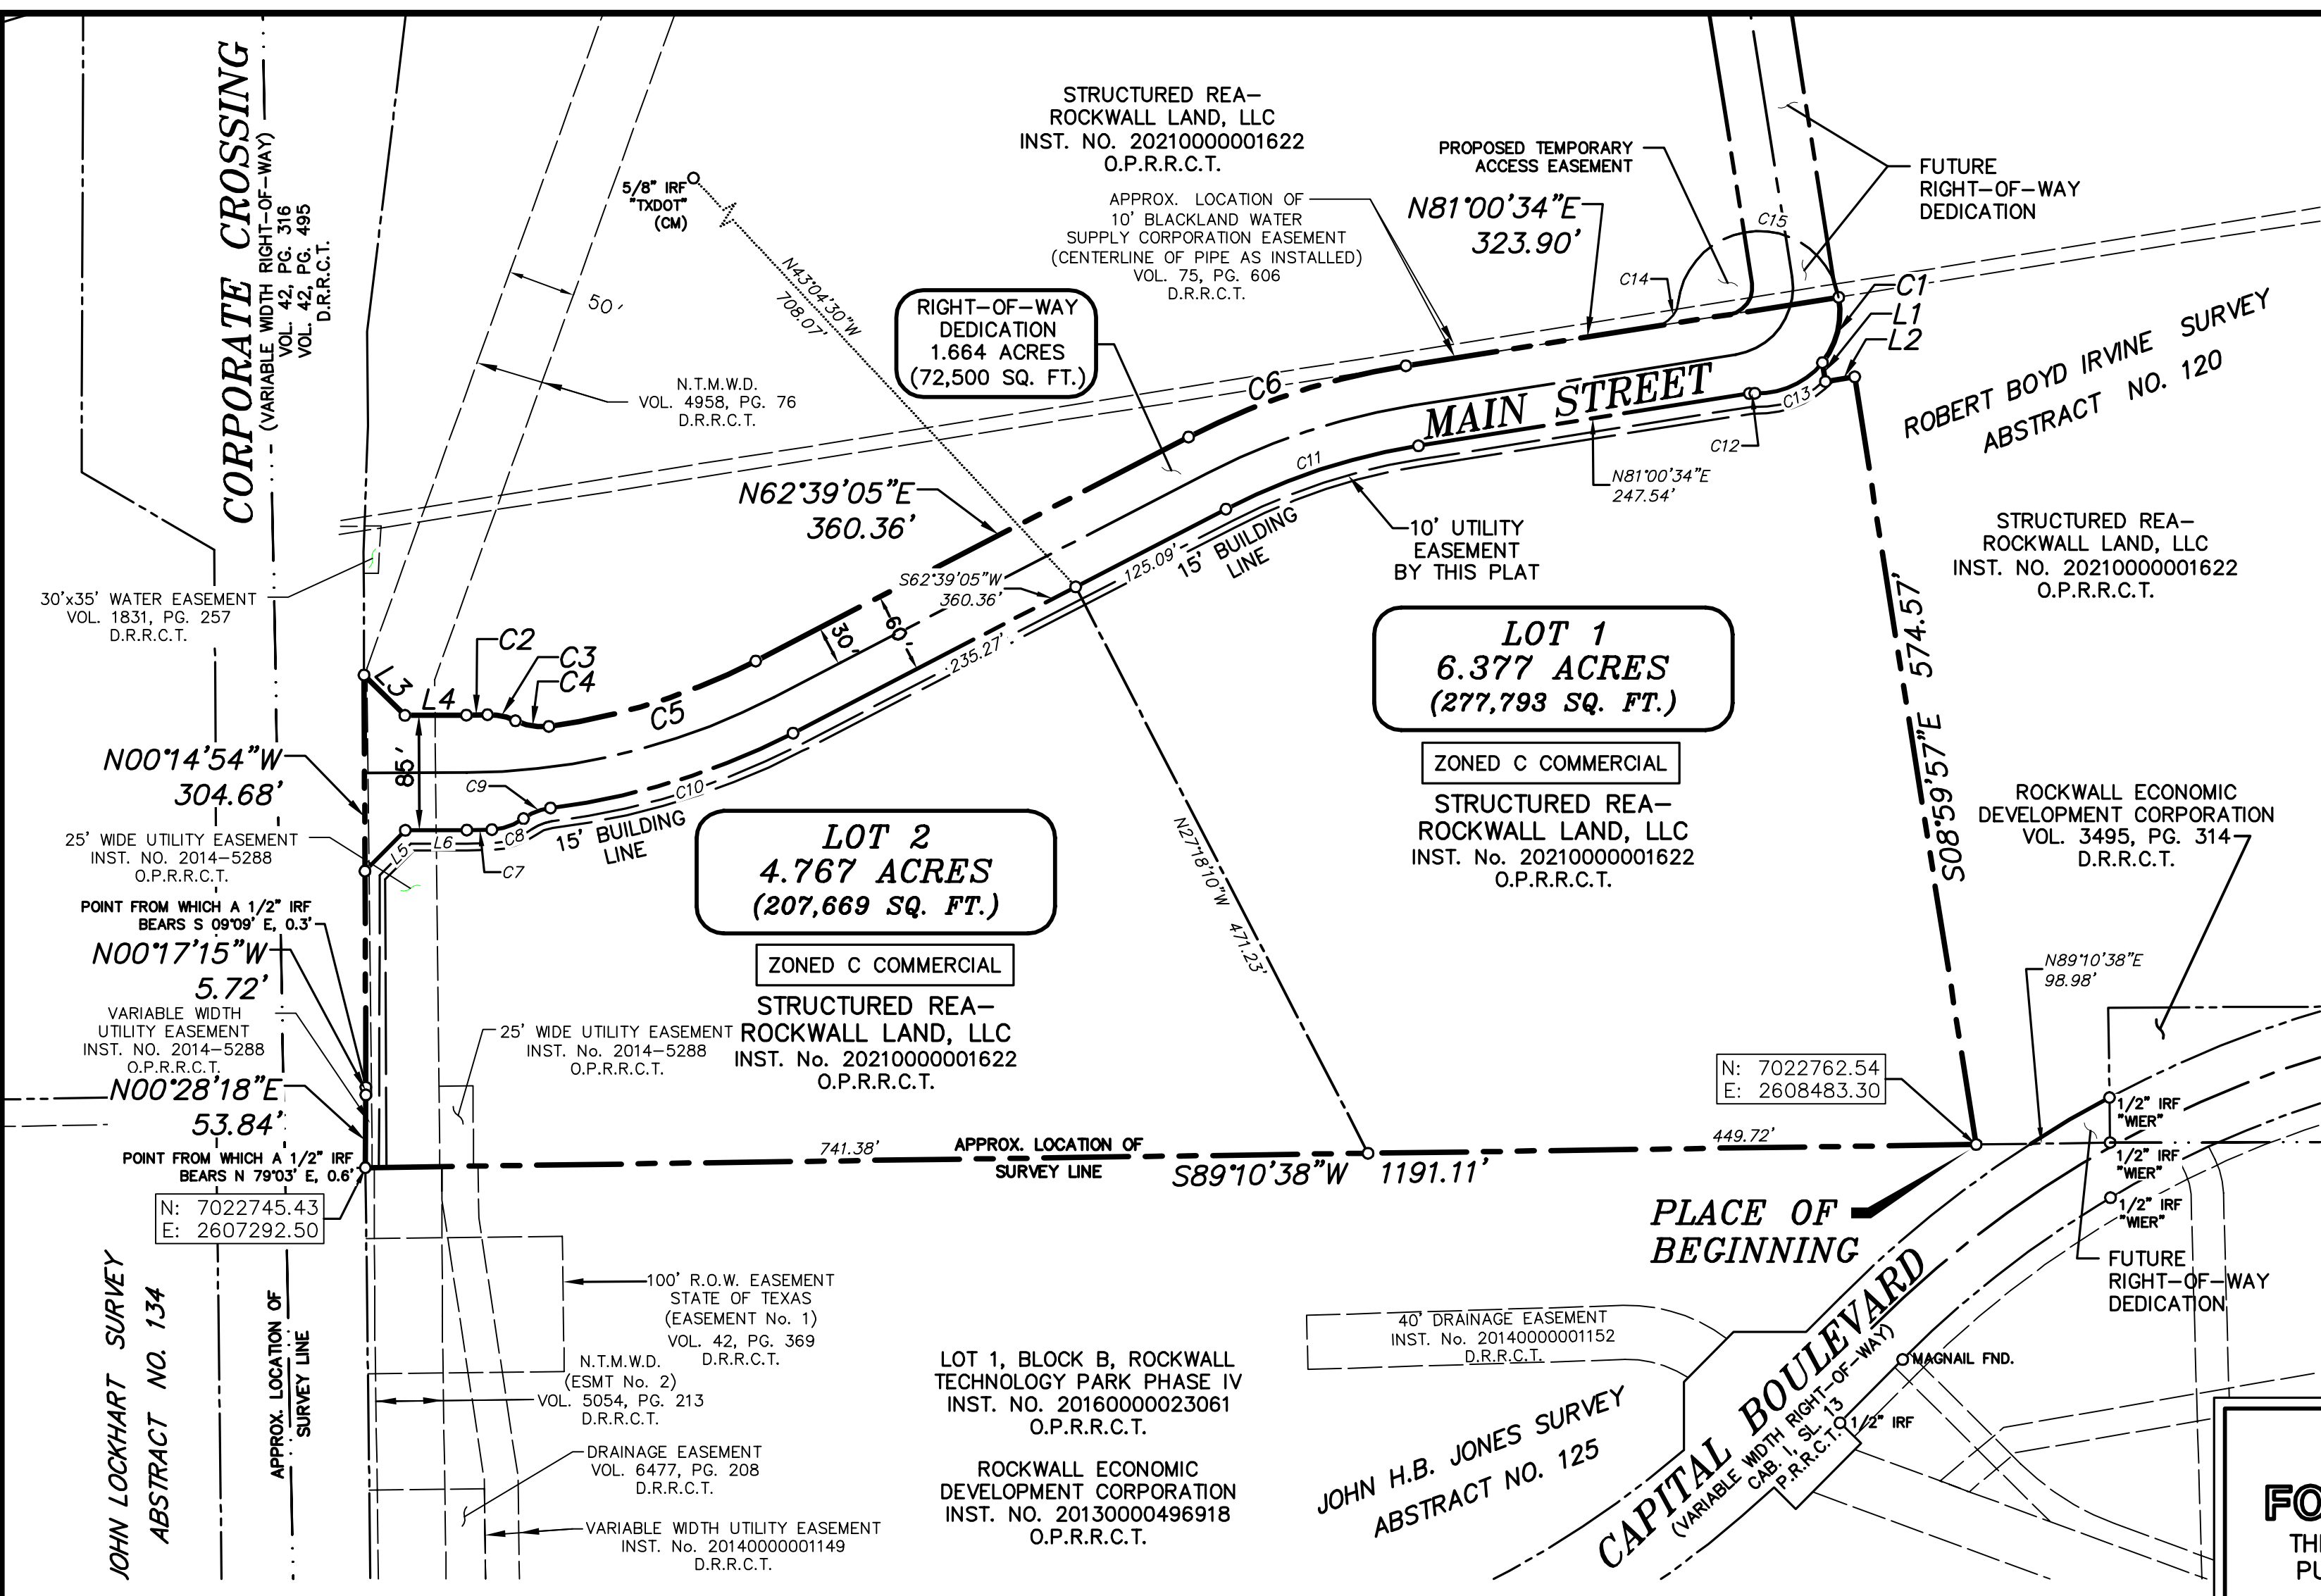 CORPORATE CROSSING
(VARIABLE WIDTH RIGHT-OF-WAY)
VOL. 42, PG. 316
VOL. 42, PG. 495
D.R.R.C.T.
50'
5/8" IRF
"TXDOT"
(CM)
N43°04'30"W
708.07'
STRUCTURED REA-
ROCKWALL LAND, LLC
INST. NO. 20210000001622
O.P.R.R.C.T.
APPROX. LOCATION OF
10' BLACKLAND WATER
SUPPLY CORPORATION EASEMENT
(CENTERLINE OF PIPE AS INSTALLED)
VOL. 75, PG. 606
D.R.R.C.T.
PROPOSED TEMPORARY
ACCESS EASEMENT
N81°00'34"E
323.90'
C15
C14
FUTURE
RIGHT-OF-WAY
DEDICATION
C1
L1
L2
ROBERT BOYD IRVINE SURVEY
ABSTRACT NO. 120
RIGHT-OF-WAY
DEDICATION
1.664 ACRES
(72,500 SQ. FT.)
N.T.M.W.D.
VOL. 4958, PG. 76
D.R.R.C.T.
C6
MAIN STREET
C13
C12
C11
N81°00'34"E
247.54'
N62°39'05"E
360.36'
10' UTILITY
EASEMENT
BY THIS PLAT
STRUCTURED REA-
ROCKWALL LAND, LLC
INST. NO. 20210000001622
O.P.R.R.C.T.
15' BUILDING
LINE
125.09'
S62°39'05"W
360.36'
30'
60'
235.27'
30'x35' WATER EASEMENT
VOL. 1831, PG. 257
D.R.R.C.T.
L3
L4
C2
C3
C4
C5
LOT 1
6.377 ACRES
(277,793 SQ. FT.)
ZONED C COMMERCIAL
STRUCTURED REA-
ROCKWALL LAND, LLC
INST. No. 20210000001622
O.P.R.R.C.T.
S08°59'57"E 574.57'
N00°14'54"W
304.68'
85'
C9
C10
25' WIDE UTILITY EASEMENT
INST. NO. 2014-5288
O.P.R.R.C.T.
L5
L6
C8
C7
15' BUILDING
LINE
LOT 2
4.767 ACRES
(207,669 SQ. FT.)
ZONED C COMMERCIAL
STRUCTURED REA-
ROCKWALL LAND, LLC
INST. No. 20210000001622
O.P.R.R.C.T.
N27°18'10"W 471.23'
ROCKWALL ECONOMIC
DEVELOPMENT CORPORATION
VOL. 3495, PG. 314
D.R.R.C.T.
POINT FROM WHICH A 1/2" IRF
BEARS S 09°09' E, 0.3'
N00°17'15"W
5.72'
VARIABLE WIDTH
UTILITY EASEMENT
INST. NO. 2014-5288
O.P.R.R.C.T.
25' WIDE UTILITY EASEMENT
INST. No. 2014-5288
O.P.R.R.C.T.
N00°28'18"E
53.84'
POINT FROM WHICH A 1/2" IRF
BEARS N 79°03' E, 0.6'
N: 7022745.43
E: 2607292.50
N89°10'38"E
98.98'
N: 7022762.54
E: 2608483.30
741.38'
APPROX. LOCATION OF
SURVEY LINE
S89°10'38"W 1191.11'
449.72'
1/2" IRF
"WIER"
1/2" IRF
"WIER"
1/2" IRF
"WIER"
PLACE OF
BEGINNING
FUTURE
RIGHT-OF-WAY
DEDICATION
JOHN LOCKHART SURVEY
ABSTRACT NO. 134
APPROX. LOCATION OF
SURVEY LINE
100' R.O.W. EASEMENT
STATE OF TEXAS
(EASEMENT No. 1)
VOL. 42, PG. 369
D.R.R.C.T.
N.T.M.W.D.
(ESMT No. 2)
VOL. 5054, PG. 213
D.R.R.C.T.
DRAINAGE EASEMENT
VOL. 6477, PG. 208
D.R.R.C.T.
VARIABLE WIDTH UTILITY EASEMENT
INST. No. 20140000001149
D.R.R.C.T.
LOT 1, BLOCK B, ROCKWALL
TECHNOLOGY PARK PHASE IV
INST. NO. 20160000023061
O.P.R.R.C.T.
ROCKWALL ECONOMIC
DEVELOPMENT CORPORATION
INST. NO. 201300000496918
O.P.R.R.C.T.
40' DRAINAGE EASEMENT
INST. No. 20140000001152
D.R.R.C.T.
JOHN H.B. JONES SURVEY
ABSTRACT NO. 125
CAPITAL BOULEVARD
(VARIABLE WIDTH RIGHT-OF-WAY)
CAB. I, SL. 13
P.R.R.C.T.
MAGNAIL FND.
1/2" IRF
FO
TH
PU